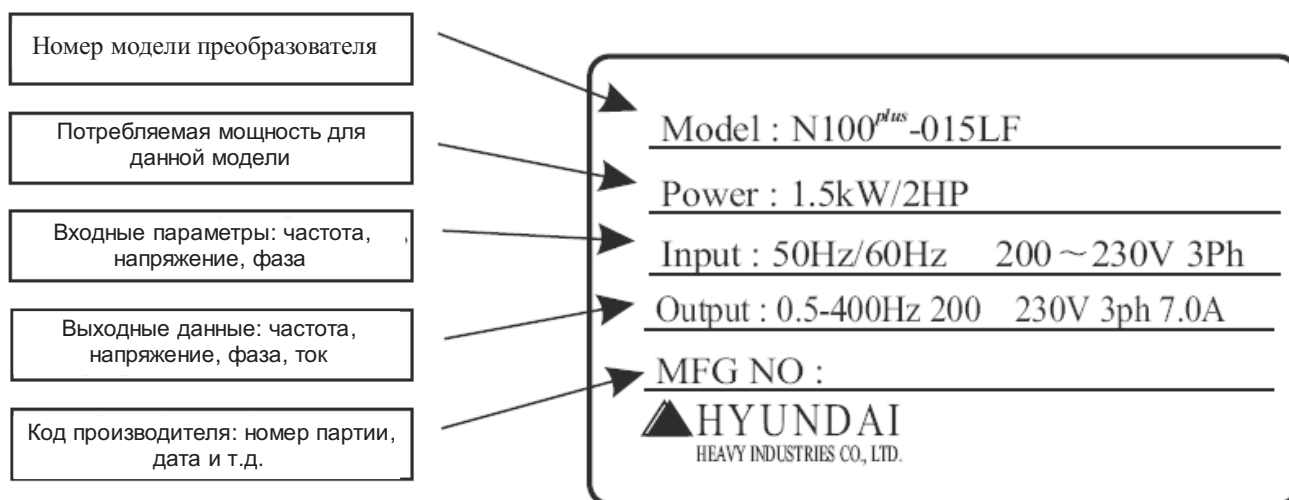 Номер модели преобразователя
Потребляемая мощность для
данной модели
Входные параметры: частота,
напряжение, фаза
Выходные данные: частота,
напряжение, фаза, ток
Код производителя: номер партии,
дата и т.д.
Model : N100plus-015LF
Power : 1.5kW/2HP
Input : 50Hz/60Hz 200～230V 3Ph
Output : 0.5-400Hz 200 230V 3ph 7.0A
MFG NO :
HYUNDAI
HEAVY INDUSTRIES CO., LTD.